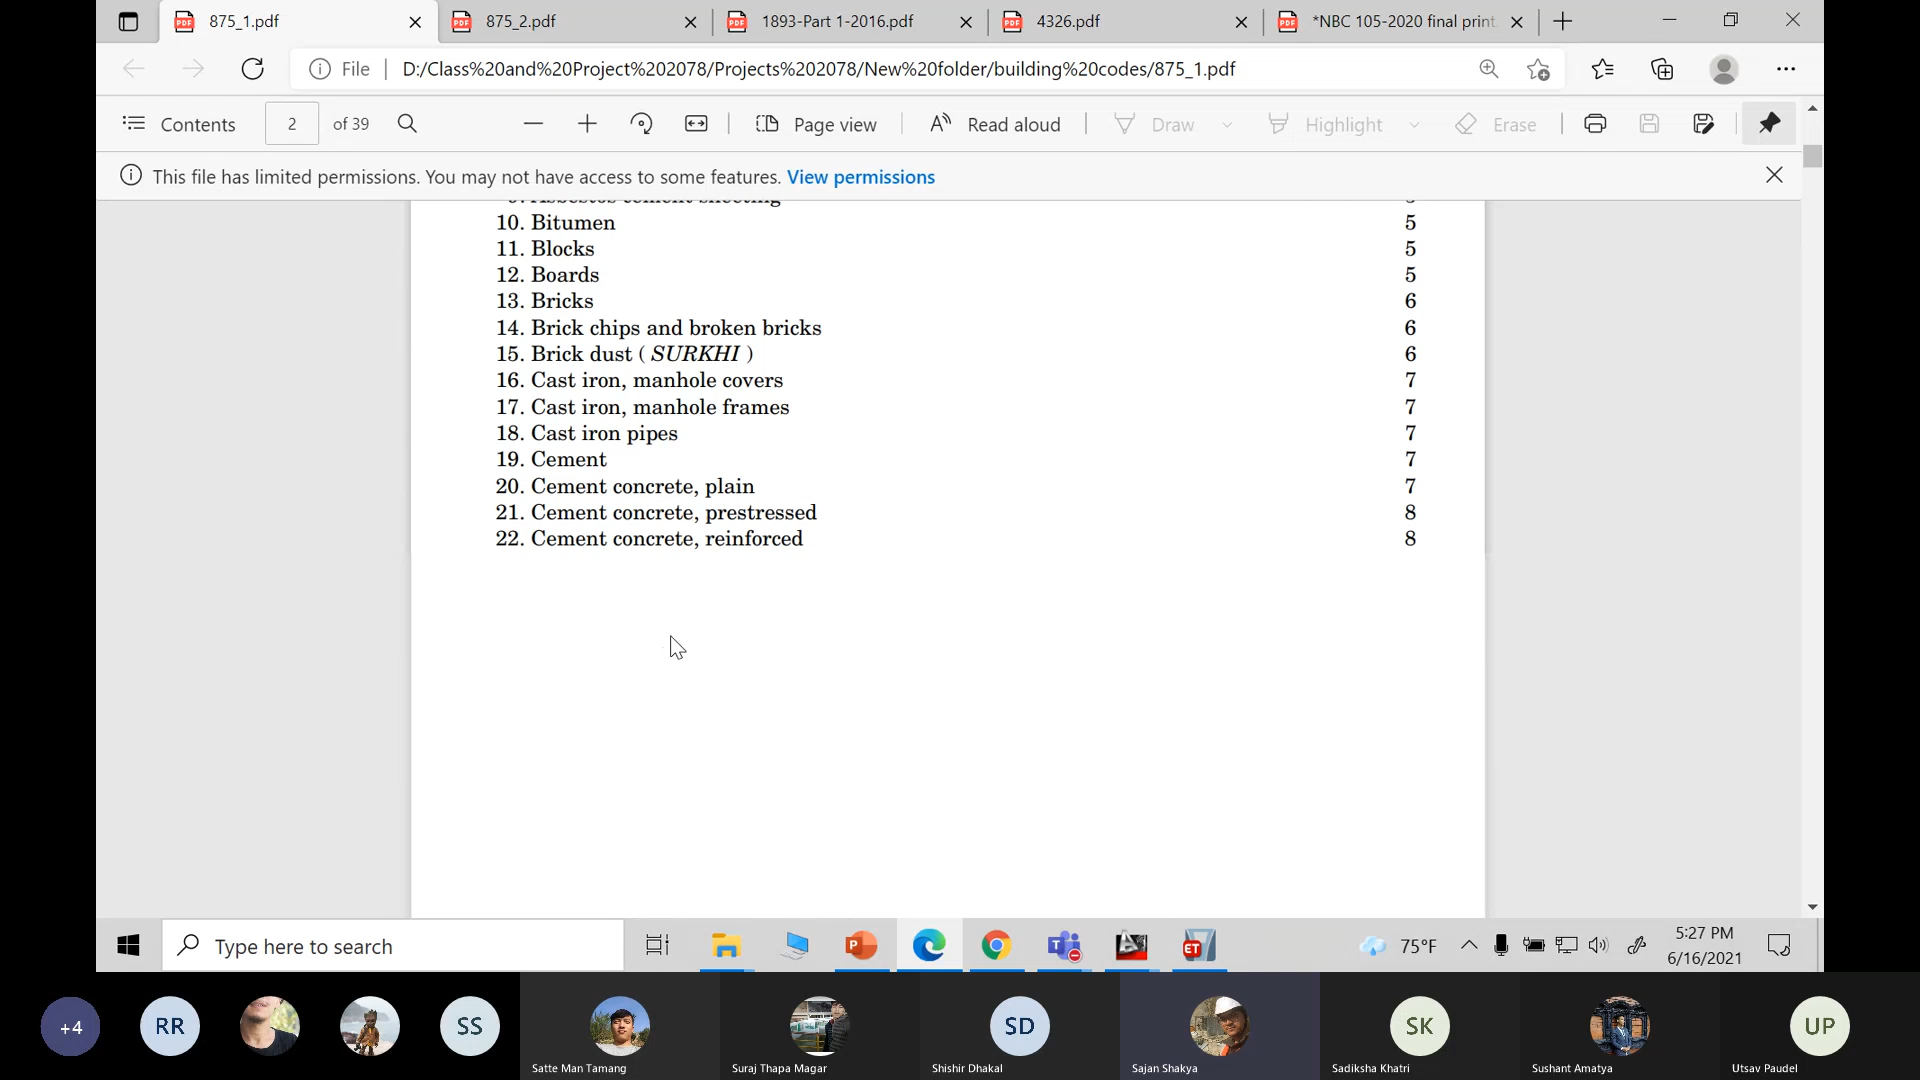 875_1.pdf
875_2.pdf
1893-Part 1-2016.pdf
4326.pdf
*NBC 105-2020 final print.
File
D:/Class%20and%20Project%202078/Projects%202078/New%20folder/building%20codes/875_1.pdf
Contents
2
of 39
Page view
Read aloud
Draw
Highlight
Erase
This file has limited permissions. You may not have access to some features. View permissions
9. Asbestos cement sheeting
10. Bitumen 5
11. Blocks 5
12. Boards 5
13. Bricks 6
14. Brick chips and broken bricks 6
15. Brick dust ( SURKHI ) 6
16. Cast iron, manhole covers 7
17. Cast iron, manhole frames 7
18. Cast iron pipes 7
19. Cement 7
20. Cement concrete, plain 7
21. Cement concrete, prestressed 8
22. Cement concrete, reinforced 8
Type here to search
75°F
5:27 PM
6/16/2021
+4
RR
SS
SD
SK
UP
Satte Man Tamang
Suraj Thapa Magar
Shishir Dhakal
Sajan Shakya
Sadiksha Khatri
Sushant Amatya
Utsav Paudel